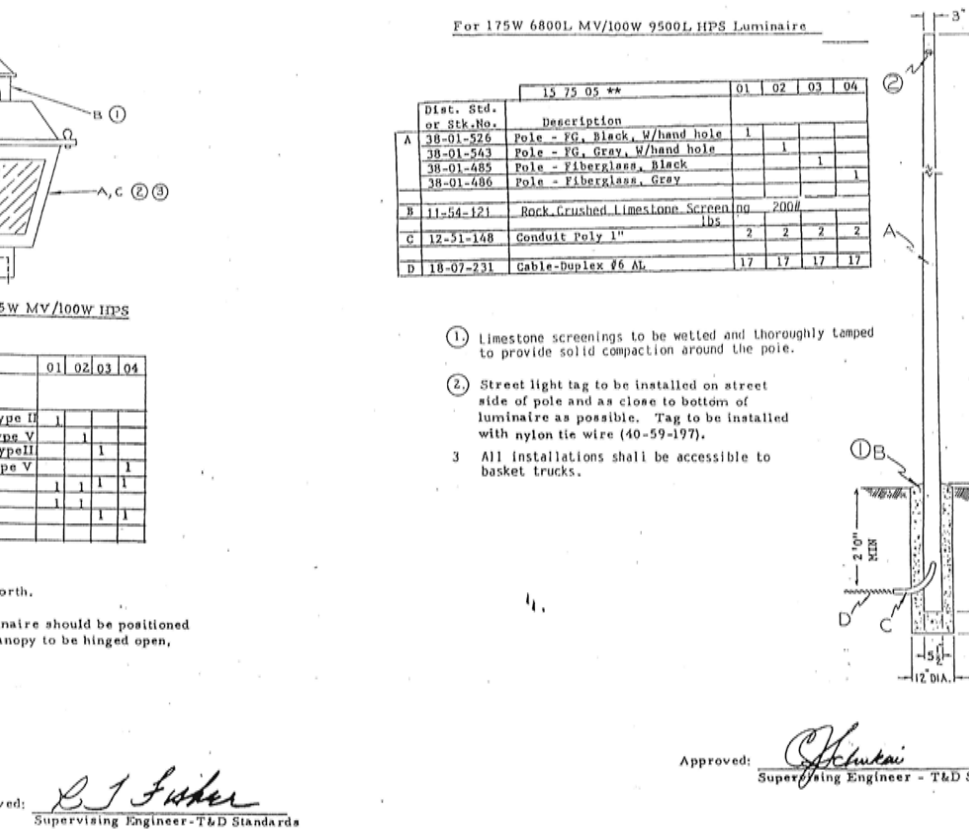 For 175W 6800L MV/100W 9500L HPS Luminaire
3"
2
B 1
A, C 2 3
15 75 05 ** 01 02 03 04
Dist. Std.
or Stk.No. Description
A 38-01-526 Pole - FG, Black, W/hand hole 1
38-01-543 Pole - FG, Gray, W/hand hole 1
38-01-485 Pole - Fiberglass, Black 1
38-01-486 Pole - Fiberglass, Gray 1
B 11-54-121 Rock Crushed Limestone Screening 200#
lbs
C 12-51-148 Conduit Poly 1" 2 2 2 2
D 18-07-231 Cable-Duplex #6 AL 17 17 17 17
A
5W MV/100W HPS
01 02 03 04
ype II 1
pe V 1
ypeII 1
pe V 1
1 1 1 1
1 1
1 1
1. Limestone screenings to be wetted and thoroughly tamped
to provide solid compaction around the pole.
2. Street light tag to be installed on street
side of pole and as close to bottom of
luminaire as possible. Tag to be installed
with nylon tie wire (40-59-197).
3 All installations shall be accessible to
basket trucks.
1 B
2'0"
MIN
D
C
5 1/2"
12" DIA.
orth.
naire should be positioned
anopy to be hinged open,
4.
Approved:
Supervising Engineer - T&D S
ved: C J Fisher
Supervising Engineer-T&D Standards